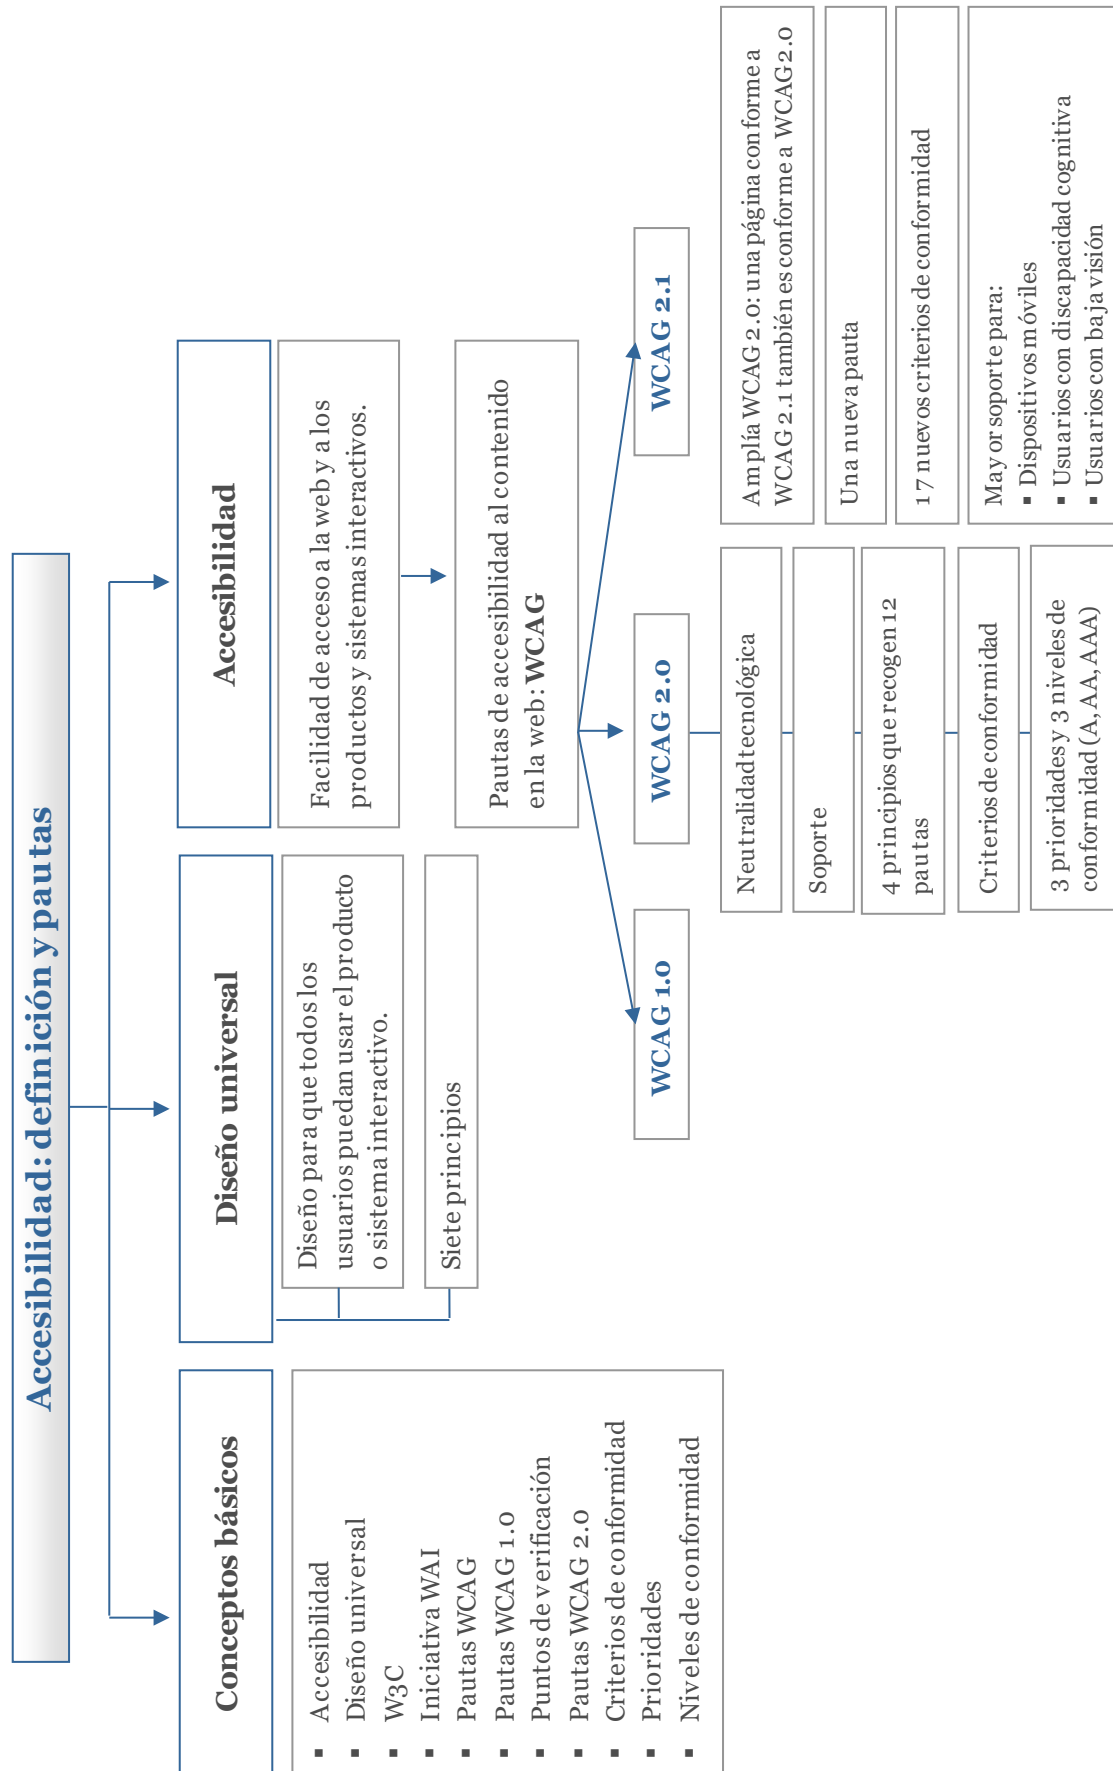 Accesibilidad: definición y pautas
Conceptos básicos
▪ Accesibilidad
▪ Diseño universal
▪ W3C
▪ Iniciativa WAI
▪ Pautas WCAG
▪ Pautas WCAG 1.0
▪ Puntos de verificación
▪ Pautas WCAG 2.0
▪ Criterios de conformidad
▪ Prioridades
▪ Niveles de conformidad
Diseño universal
Diseño para que todos los
usuarios puedan usar el producto
o sistema interactivo.
Siete principios
Accesibilidad
Facilidad de acceso a la web y a los
productos y sistemas interactivos.
Pautas de accesibilidad al contenido
en la web: WCAG
WCAG 1.0
WCAG 2.0
Neutralidad tecnológica
Soporte
4 principios que recogen 12
pautas
Criterios de conformidad
3 prioridades y 3 niveles de
conformidad (A, AA, AAA)
WCAG 2.1
Amplía WCAG 2.0: una página conforme a
WCAG 2.1 también es conforme a WCAG 2.0
Una nueva pauta
17 nuevos criterios de conformidad
Mayor soporte para:
▪ Dispositivos móviles
▪ Usuarios con discapacidad cognitiva
▪ Usuarios con baja visión